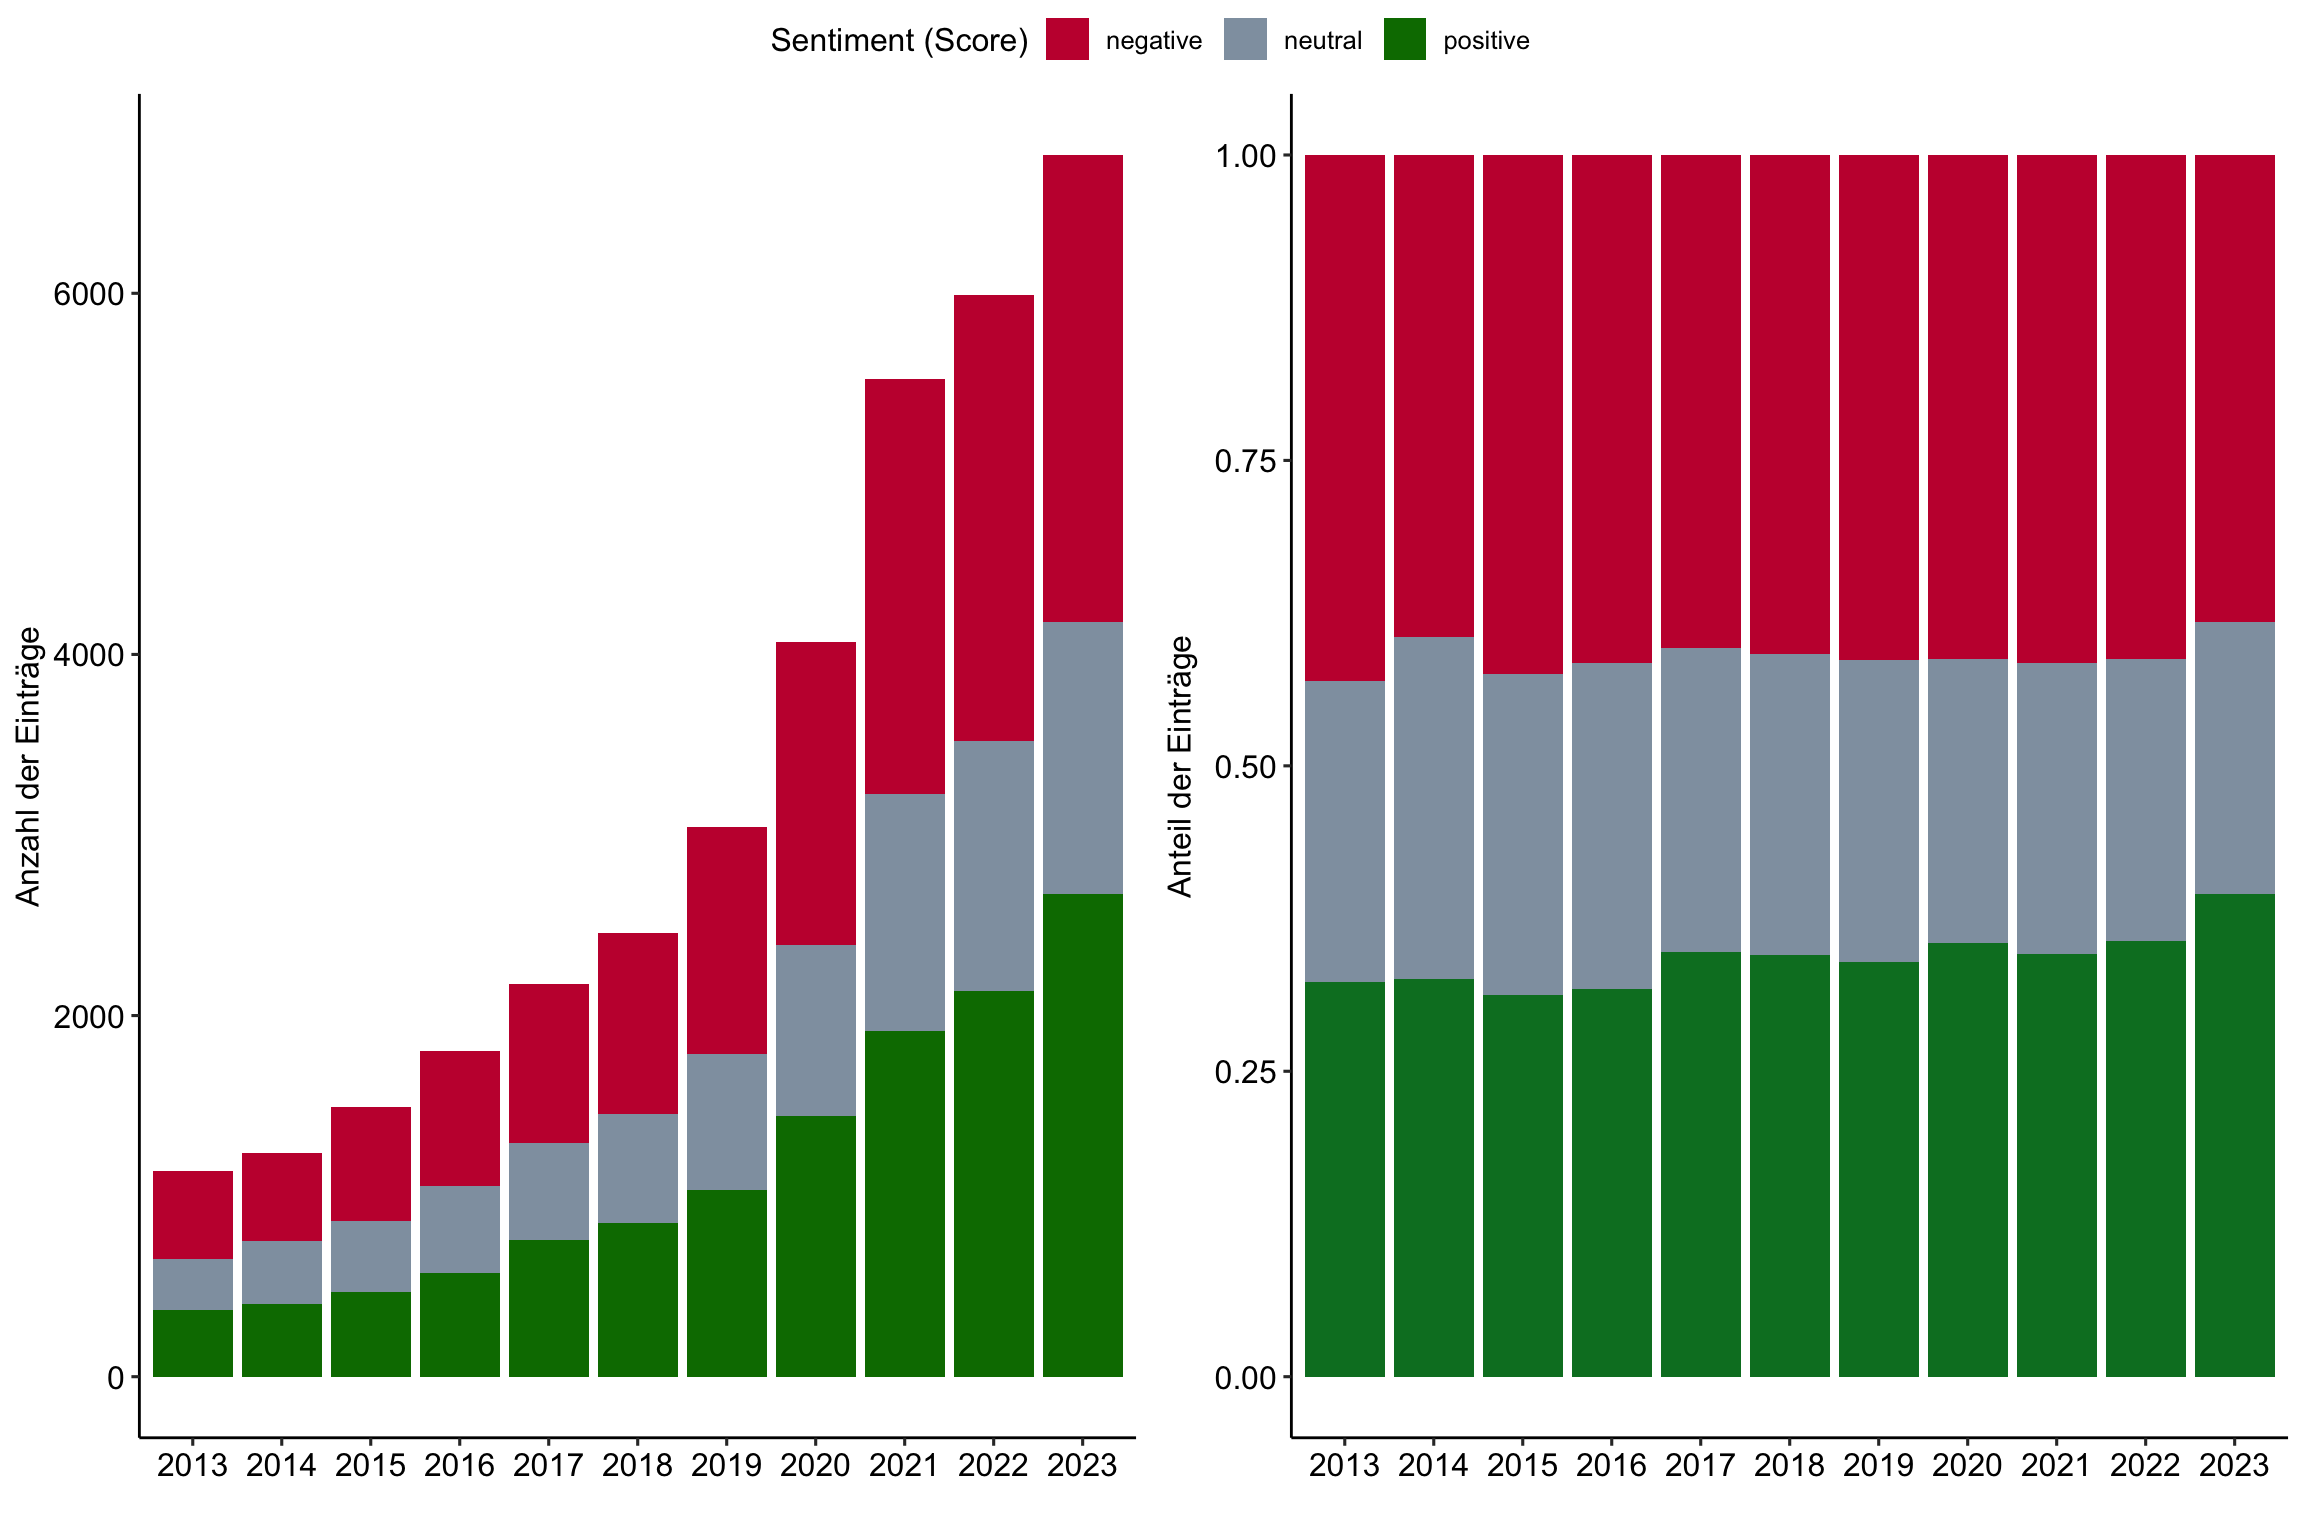 Sentiment (Score) negative neutral positive
Anzahl der Einträge
6000
4000
2000
0
2013 2014 2015 2016 2017 2018 2019 2020 2021 2022 2023
Anteil der Einträge
1.00
0.75
0.50
0.25
0.00
2013 2014 2015 2016 2017 2018 2019 2020 2021 2022 2023